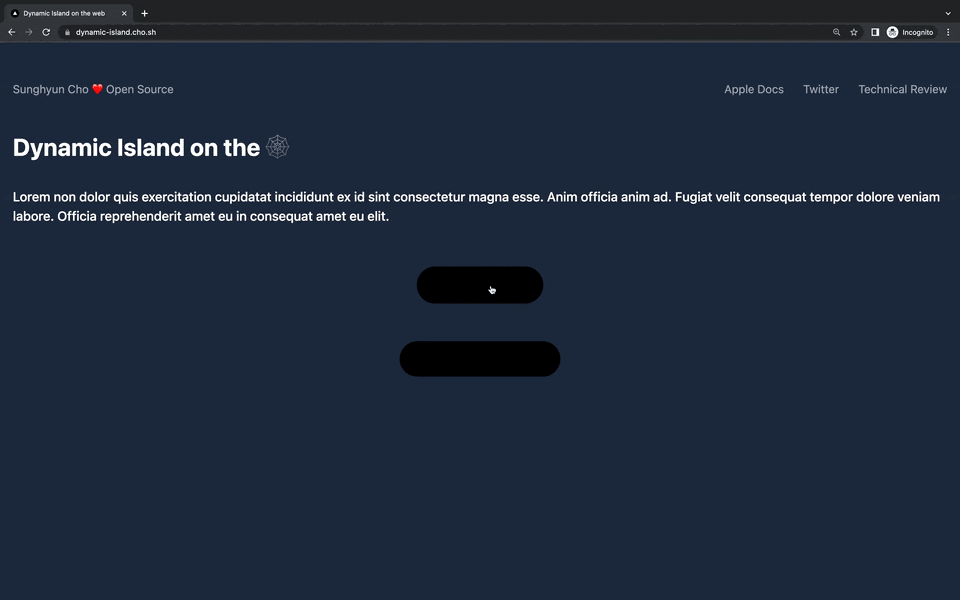 Dynamic Island on the web
dynamic-island.cho.sh
Incognito
Sunghyun Cho ❤️ Open Source
Apple Docs
Twitter
Technical Review
Dynamic Island on the 🕸
Lorem non dolor quis exercitation cupidatat incididunt ex id sint consectetur magna esse. Anim officia anim ad. Fugiat velit consequat tempor dolore veniam
labore. Officia reprehenderit amet eu in consequat amet eu elit.